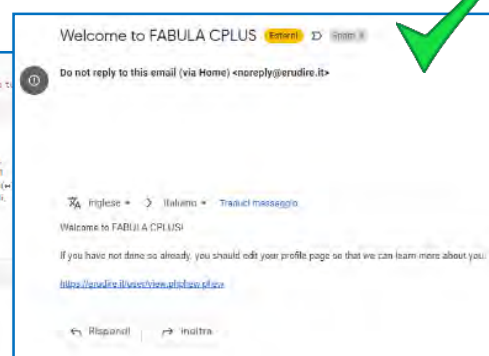 Welcome to FABULA CPLUS Esterni Spam x
Do not reply to this email (via Home) <noreply@erudire.it>
inglese > italiano Traduci messaggio
Welcome to FABULA CPLUS!
If you have not done so already, you should edit your profile page so that we can learn more about you:
Rispondi Inoltra